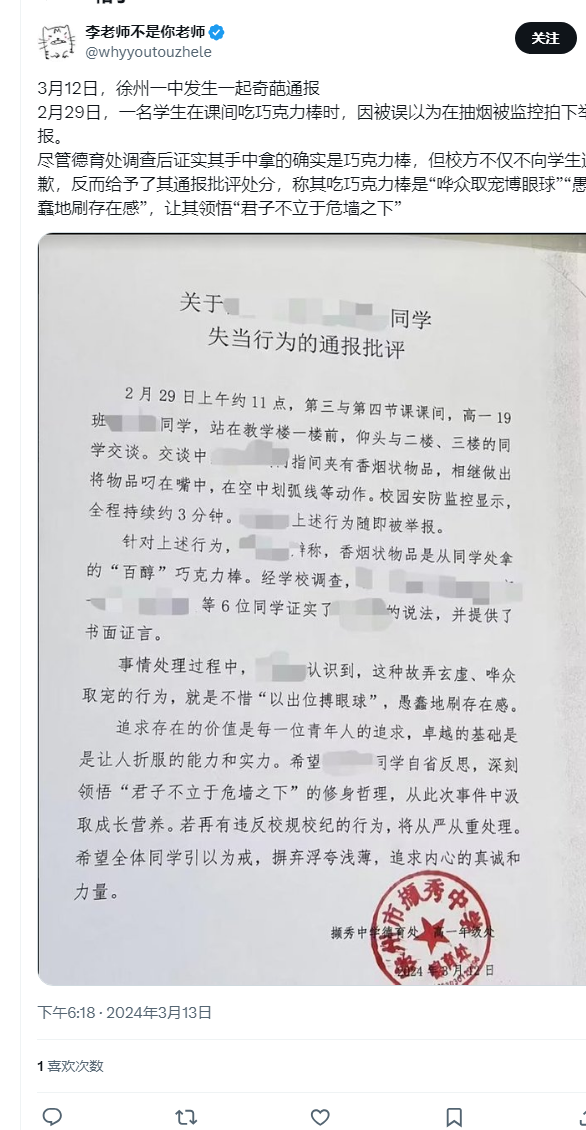 李老师不是你老师
@whyyoutouzhele
关注
3月12日，徐州一中发生一起奇葩通报
2月29日，一名学生在课间吃巧克力棒时，因被误以为在抽烟被监控拍下举
报。
尽管德育处调查后证实其手中拿的确实是巧克力棒，但校方不仅不向学生
歉，反而给予了其通报批评处分，称其吃巧克力棒是“哗众取宠博眼球”“愚
蠢地刷存在感”，让其领悟“君子不立于危墙之下”
关于 同学
失当行为的通报批评
2月29日上午约11点，第三与第四节课课间，高一19
班 同学，站在教学楼一楼前，仰头与二楼、三楼的同
学交谈。交谈中 指间夹有香烟状物品，相继做出
将物品叼在嘴中，在空中划弧线等动作。校园安防监控显示，
全程持续约3分钟。 上述行为随即被举报。
针对上述行为， 称，香烟状物品是从同学处拿
的“百醇”巧克力棒。经学校调查，
等6位同学证实了 的说法，并提供了
书面证言。
事情处理过程中， 认识到，这种故弄玄虚、哗众
取宠的行为，就是不惜“以出位搏眼球”，愚蠢地刷存在感。
追求存在的价值是每一位青年人的追求，卓越的基础是
是让人折服的能力和实力。希望 同学自省反思，深刻
领悟“君子不立于危墙之下”的修身哲理，从此次事件中汲
取成长营养。若再有违反校规校纪的行为，将从严从重处理。
希望全体同学引以为戒，摒弃浮夸浅薄，追求内心的真诚和
力量。
撷秀中学德育处 高一年级处
2024年3月12日
州市撷秀中学
德育处
下午6:18 · 2024年3月13日
1 喜欢次数